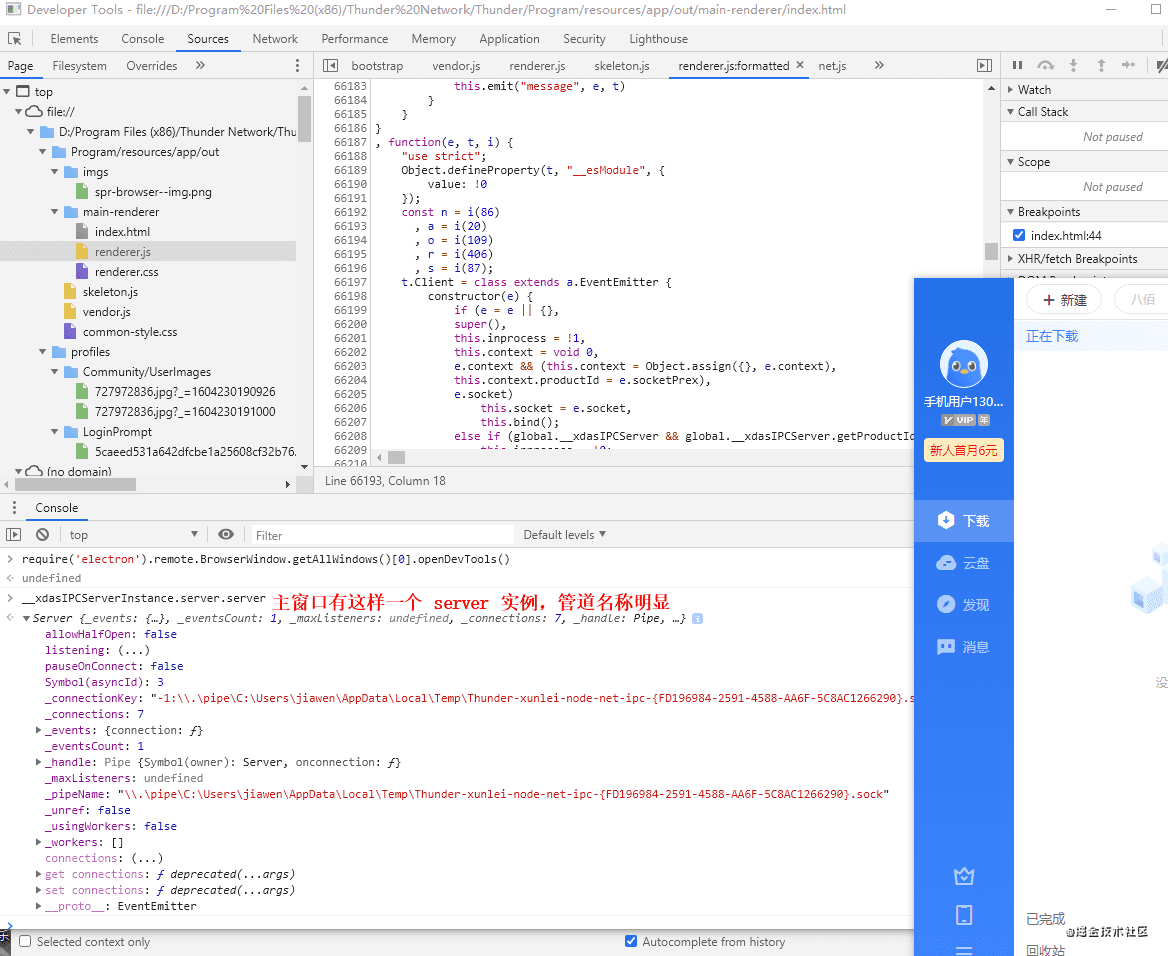 Developer Tools - file:///D:/Program%20Files%20(x86)/Thunder%20Network/Thunder/Program/resources/app/out/main-renderer/index.html
Elements Console Sources Network Performance Memory Application Security Lighthouse
Page Filesystem Overrides »
bootstrap vendor.js renderer.js skeleton.js renderer.js:formatted × net.js »
top
file://
D:/Program Files (x86)/Thunder Network/Thu
Program/resources/app/out
imgs
spr-browser--img.png
main-renderer
index.html
renderer.js
renderer.css
skeleton.js
vendor.js
common-style.css
profiles
Community/UserImages
727972836.jpg?_=1604230190926
727972836.jpg?_=1604230191000
LoginPrompt
5caeed531a642dfcbe1a25608cf32b76.
(no domain)
66183 this.emit("message", e, t)
66184 }
66185 }
66186 }
66187 , function(e, t, i) {
66188 "use strict";
66189 Object.defineProperty(t, "__esModule", {
66190 value: !0
66191 });
66192 const n = i(86)
66193 , a = i(20)
66194 , o = i(109)
66195 , r = i(406)
66196 , s = i(87);
66197 t.Client = class extends a.EventEmitter {
66198 constructor(e) {
66199 if (e = e || {},
66200 super(),
66201 this.inprocess = !1,
66202 this.context = void 0,
66203 e.context && (this.context = Object.assign({}, e.context),
66204 this.context.productId = e.socketPrex),
66205 e.socket)
66206 this.socket = e.socket,
66207 this.bind();
66208 else if (global.__xdasIPCServer && global.__xdasIPCServer.getProductId
66209
66210
Line 66193, Column 18
Watch
Call Stack
Not paused
Scope
Not paused
Breakpoints
index.html:44
XHR/fetch Breakpoints
Console
top Filter Default levels ▼
> require('electron').remote.BrowserWindow.getAllWindows()[0].openDevTools()
undefined
> __xdasIPCServerInstance.server.server 主窗口有这样一个 server 实例，管道名称明显
Server {_events: {…}, _eventsCount: 1, _maxListeners: undefined, _connections: 7, _handle: Pipe, …}
allowHalfOpen: false
listening: (...)
pauseOnConnect: false
Symbol(asyncId): 3
_connectionKey: "-1:\\.\pipe\C:\Users\jiawen\AppData\Local\Temp\Thunder-xunlei-node-net-ipc-{FD196984-2591-4588-AA6F-5C8AC1266290}.s
_connections: 7
_events: {connection: ƒ}
_eventsCount: 1
_handle: Pipe {Symbol(owner): Server, onconnection: ƒ}
_maxListeners: undefined
_pipeName: "\\.\pipe\C:\Users\jiawen\AppData\Local\Temp\Thunder-xunlei-node-net-ipc-{FD196984-2591-4588-AA6F-5C8AC1266290}.sock"
_unref: false
_usingWorkers: false
_workers: []
connections: (...)
get connections: ƒ deprecated(...args)
set connections: ƒ deprecated(...args)
__proto__: EventEmitter
Selected context only
Autocomplete from history
手机用户130...
VIP 年
新人首月6元
下载
云盘
发现
消息
+ 新建
八佰
正在下载
没
已完成
@掘金技术社区
回收站